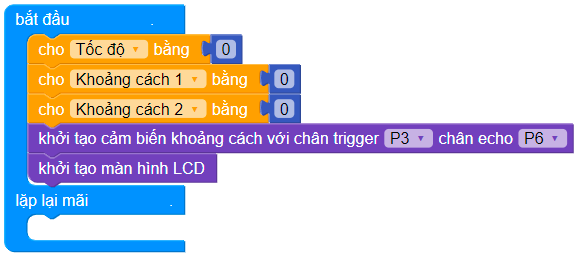 bắt đầu .
cho Tốc độ bằng 0
cho Khoảng cách 1 bằng 0
cho Khoảng cách 2 bằng 0
khởi tạo cảm biến khoảng cách với chân trigger P3 chân echo P6
khởi tạo màn hình LCD
lặp lại mãi .